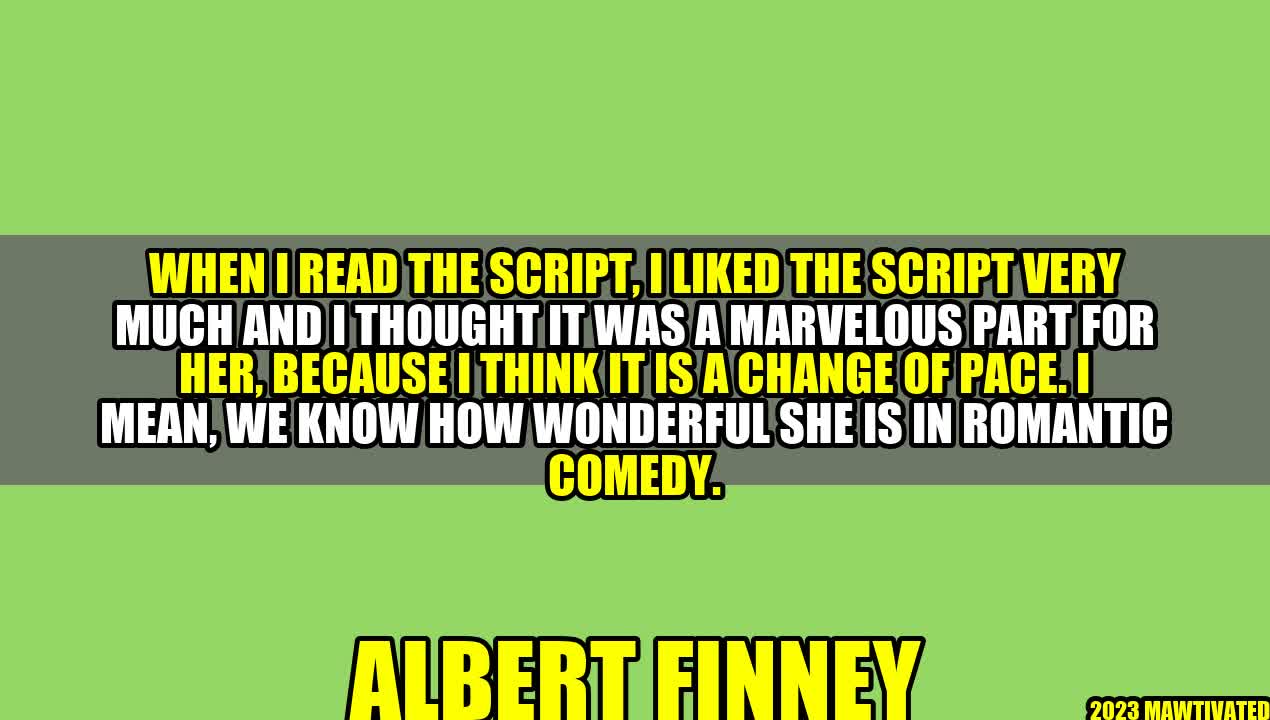 WHEN I READ THE SCRIPT, I LIKED THE SCRIPT VERY
MUCH AND I THOUGHT IT WAS A MARVELOUS PART FOR
HER, BECAUSE I THINK IT IS A CHANGE OF PACE. I
MEAN, WE KNOW HOW WONDERFUL SHE IS IN ROMANTIC
COMEDY.
ALBERT FINNEY
2023 MAWTIVATED